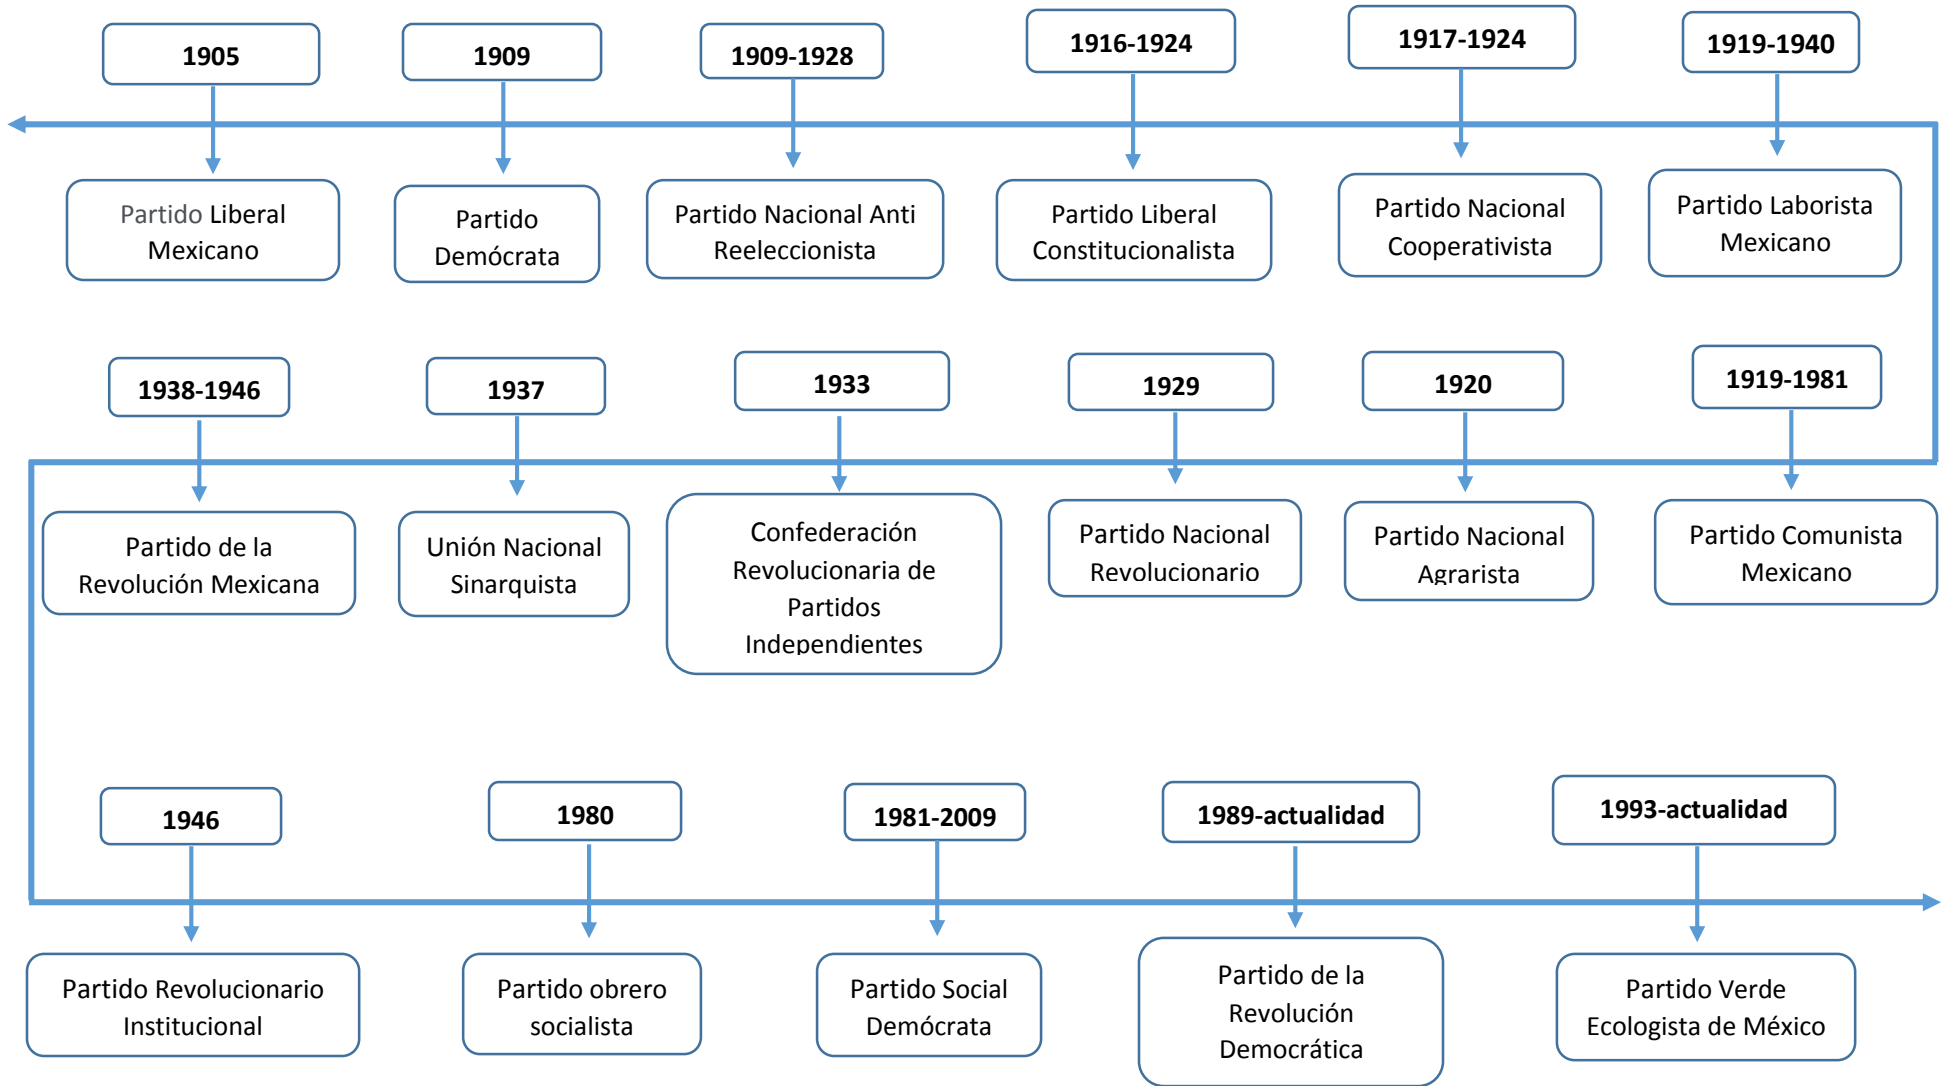 1905
1909
1909-1928
1916-1924
1917-1924
1919-1940
Partido Liberal
Mexicano
Partido
Demócrata
Partido Nacional Anti
Reeleccionista
Partido Liberal
Constitucionalista
Partido Nacional
Cooperativista
Partido Laborista
Mexicano
1938-1946
1937
1933
1929
1920
1919-1981
Partido de la
Revolución Mexicana
Unión Nacional
Sinarquista
Confederación
Revolucionaria de
Partidos
Independientes
Partido Nacional
Revolucionario
Partido Nacional
Agrarista
Partido Comunista
Mexicano
1946
1980
1981-2009
1989-actualidad
1993-actualidad
Partido Revolucionario
Institucional
Partido obrero
socialista
Partido Social
Demócrata
Partido de la
Revolución
Democrática
Partido Verde
Ecologista de México